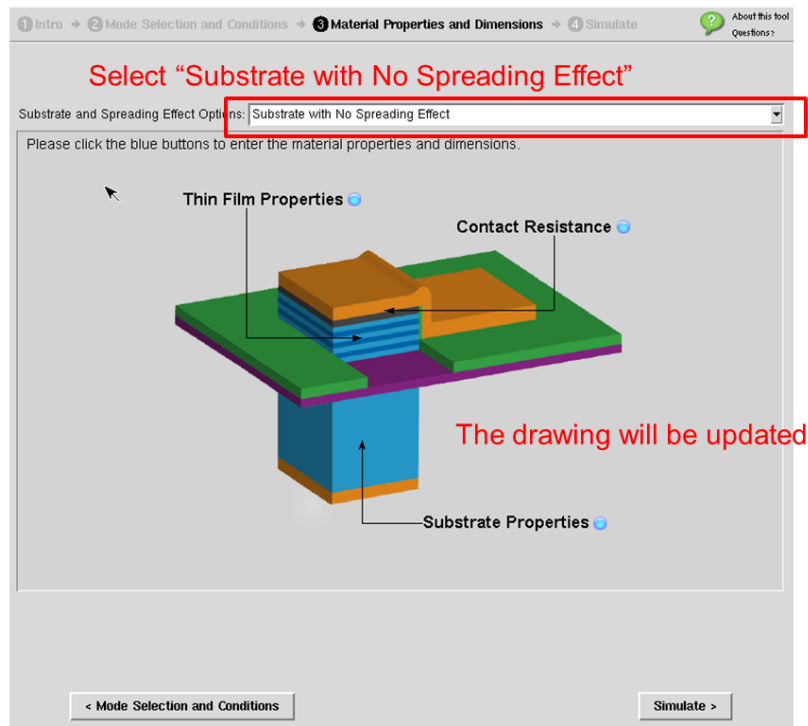 1 Intro → 2 Mode Selection and Conditions → 3 Material Properties and Dimensions → 4 Simulate
? About this tool
Questions?
Select “Substrate with No Spreading Effect”
Substrate and Spreading Effect Options: Substrate with No Spreading Effect
Please click the blue buttons to enter the material properties and dimensions.
Thin Film Properties
Contact Resistance
The drawing will be updated
Substrate Properties
< Mode Selection and Conditions
Simulate >